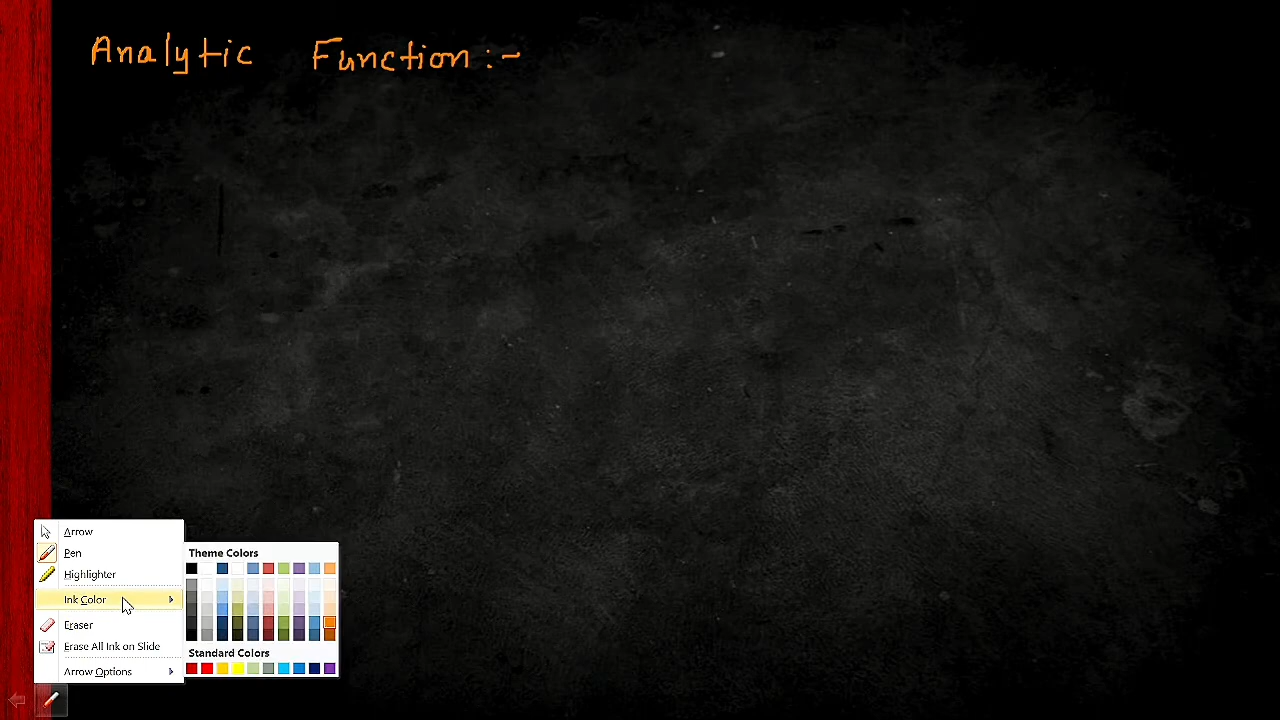 Analytic Function :-
Arrow
Pen
Highlighter
Ink Color
Eraser
Erase All Ink on Slide
Arrow Options
Theme Colors
Standard Colors